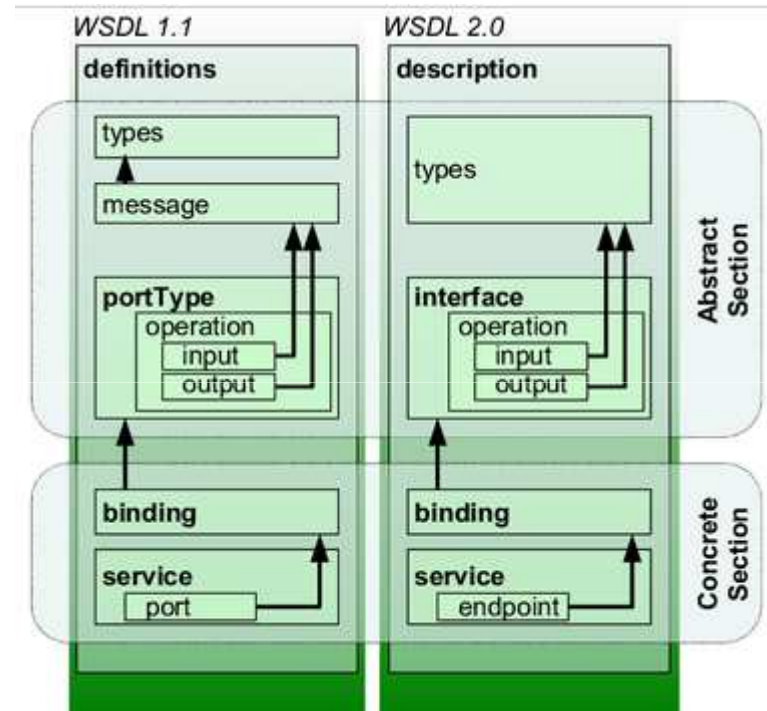 WSDL 1.1
definitions
types
message
portType
operation
input
output
binding
service
port
WSDL 2.0
description
types
interface
operation
input
output
binding
service
endpoint
Abstract
Section
Concrete
Section